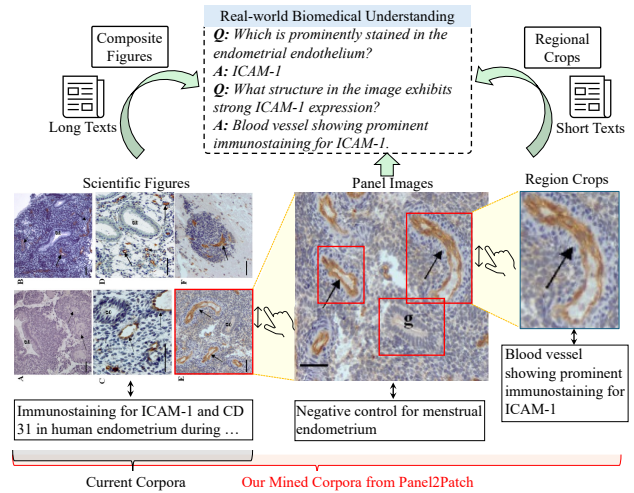 Real-world Biomedical Understanding
Q: Which is prominently stained in the
endometrial endothelium?
A: ICAM-1
Q: What structure in the image exhibits
strong ICAM-1 expression?
A: Blood vessel showing prominent
immunostaining for ICAM-1.
Composite
Figures
Long Texts
Regional
Crops
Short Texts
Scientific Figures
Panel Images
Region Crops
B
D
F
A
C
E
g
Immunostaining for ICAM-1 and CD
31 in human endometrium during …
Negative control for menstrual
endometrium
Blood vessel
showing prominent
immunostaining for
ICAM-1
Current Corpora
Our Mined Corpora from Panel2Patch